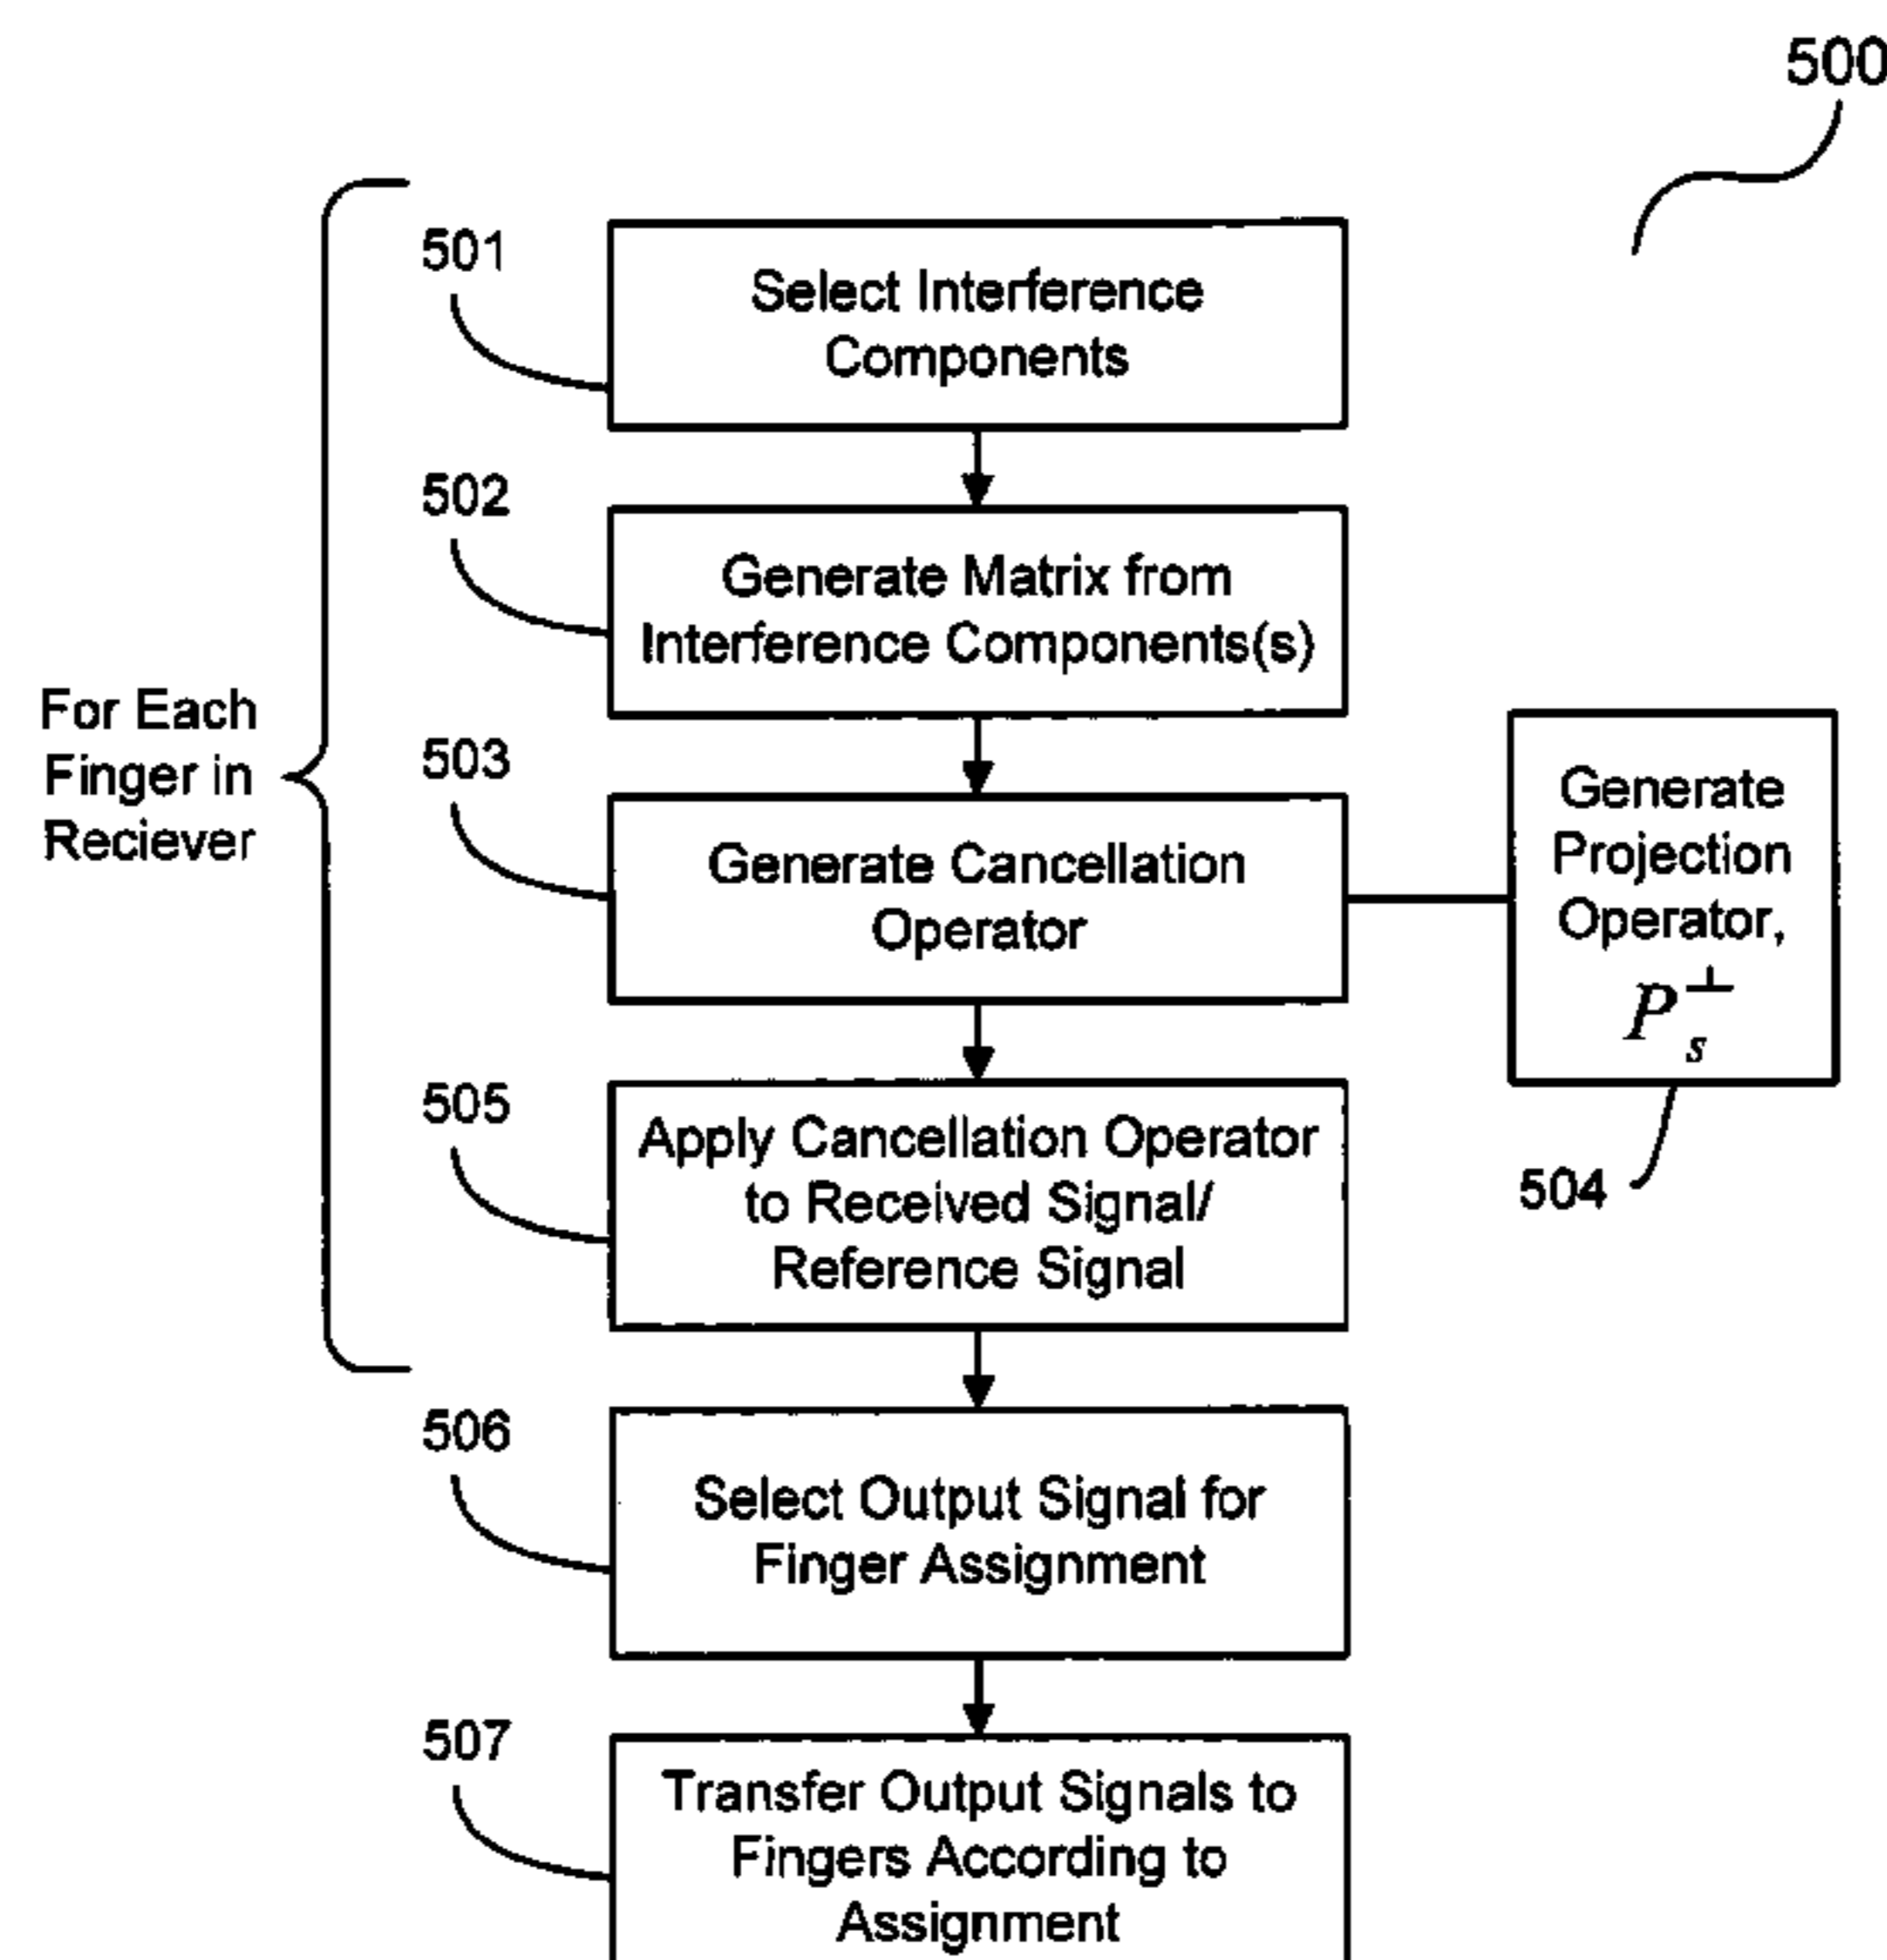 500
501
Select Interference
Components
502
Generate Matrix from
Interference Components(s)
For Each
Finger in
Reciever
503
Generate Cancellation
Operator
Generate
Projection
Operator,
P_s^⊥
504
505
Apply Cancellation Operator
to Received Signal/
Reference Signal
506
Select Output Signal for
Finger Assignment
507
Transfer Output Signals to
Fingers According to
Assignment